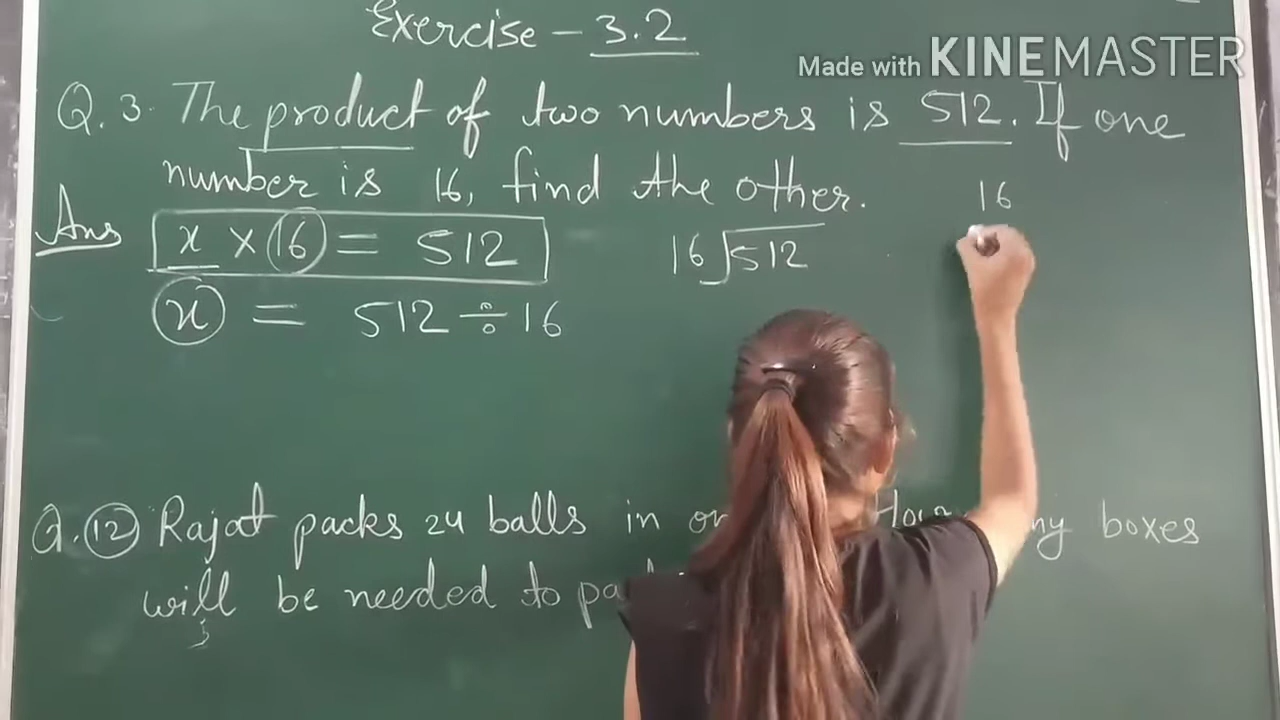 Exercise - 3.2
Made with KINEMASTER
Q. 3. The product of two numbers is 512. If one
number is 16, find the other.
16
Ans
x × 16 = 512
16 512
x = 512 ÷ 16
Q. 12 Rajat packs 24 balls in boxes
will be needed to